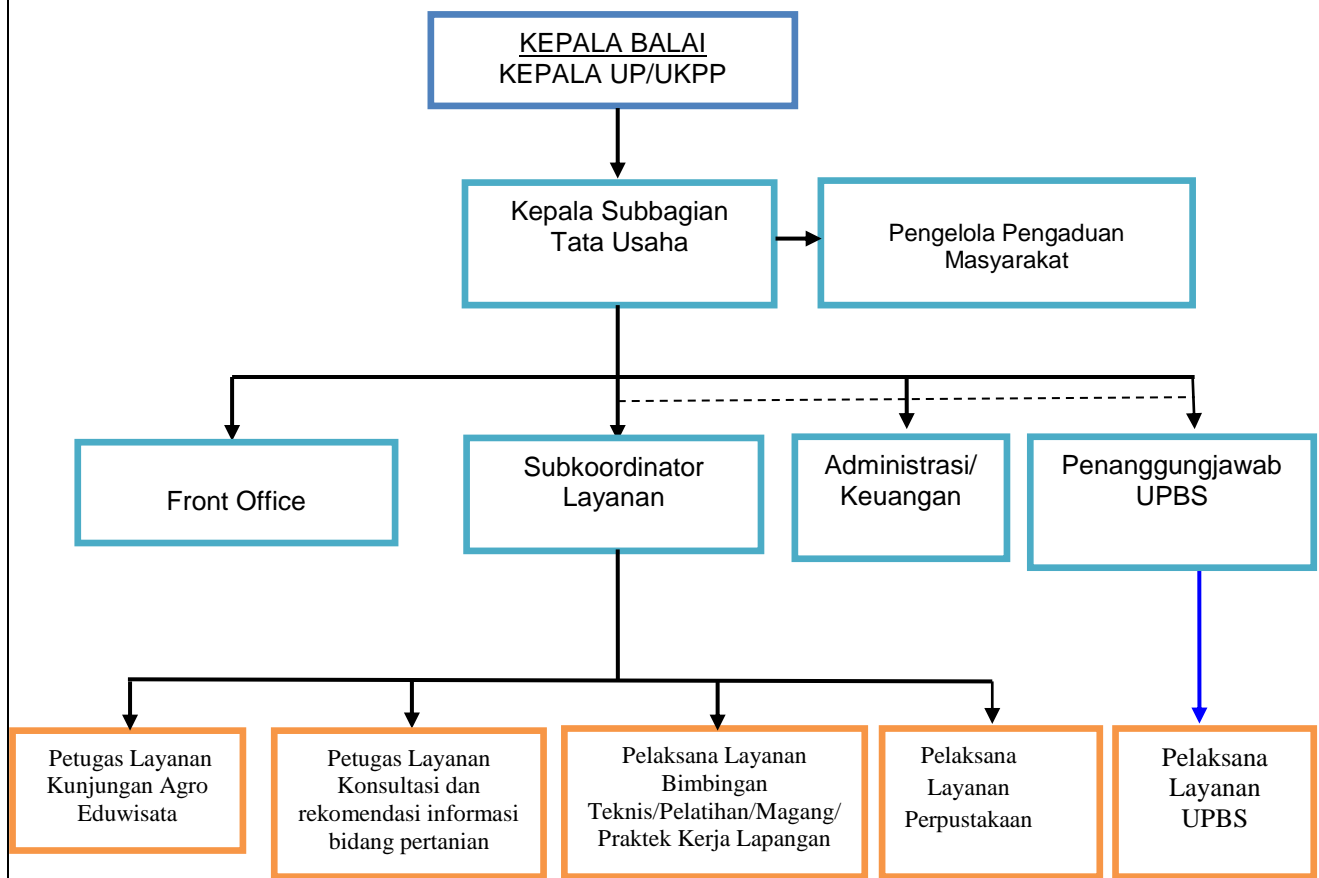 KEPALA BALAI
KEPALA UP/UKPP
Kepala Subbagian
Tata Usaha
Pengelola Pengaduan
Masyarakat
Front Office
Subkoordinator
Layanan
Administrasi/
Keuangan
Penanggungjawab
UPBS
Petugas Layanan
Kunjungan Agro
Eduwisata
Petugas Layanan
Konsultasi dan
rekomendasi informasi
bidang pertanian
Pelaksana Layanan
Bimbingan
Teknis/Pelatihan/Magang/
Praktek Kerja Lapangan
Pelaksana
Layanan
Perpustakaan
Pelaksana
Layanan
UPBS